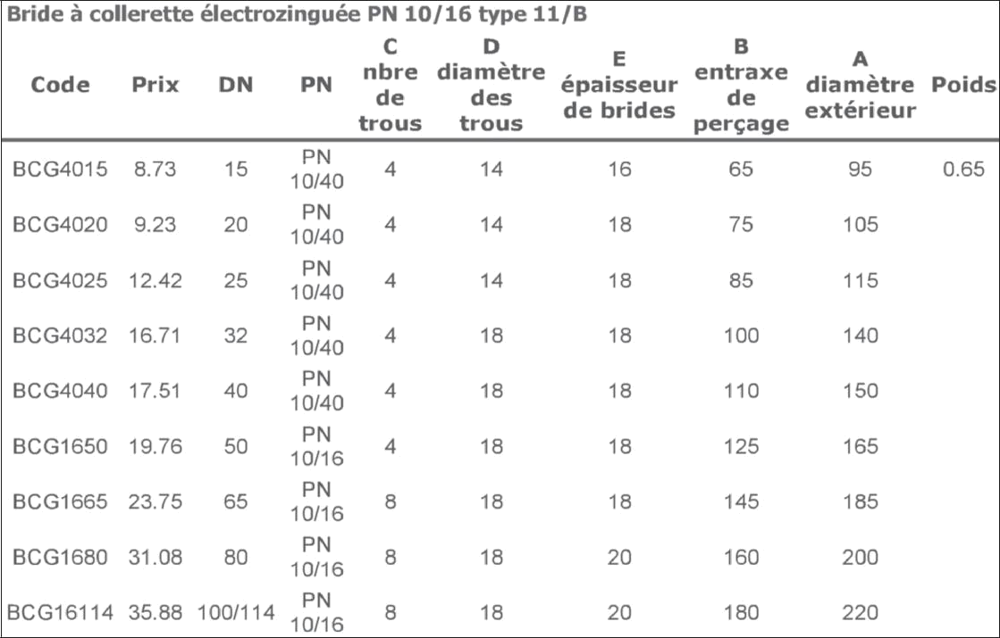 Bride à collerette électrozinguée PN 10/16 type 11/B
Code Prix DN PN C nbre de trous D diamètre des trous E épaisseur de brides B entraxe de perçage A diamètre extérieur Poids
BCG4015 8.73 15 PN 10/40 4 14 16 65 95 0.65
BCG4020 9.23 20 PN 10/40 4 14 18 75 105
BCG4025 12.42 25 PN 10/40 4 14 18 85 115
BCG4032 16.71 32 PN 10/40 4 18 18 100 140
BCG4040 17.51 40 PN 10/40 4 18 18 110 150
BCG1650 19.76 50 PN 10/16 4 18 18 125 165
BCG1665 23.75 65 PN 10/16 8 18 18 145 185
BCG1680 31.08 80 PN 10/16 8 18 20 160 200
BCG16114 35.88 100/114 PN 10/16 8 18 20 180 220